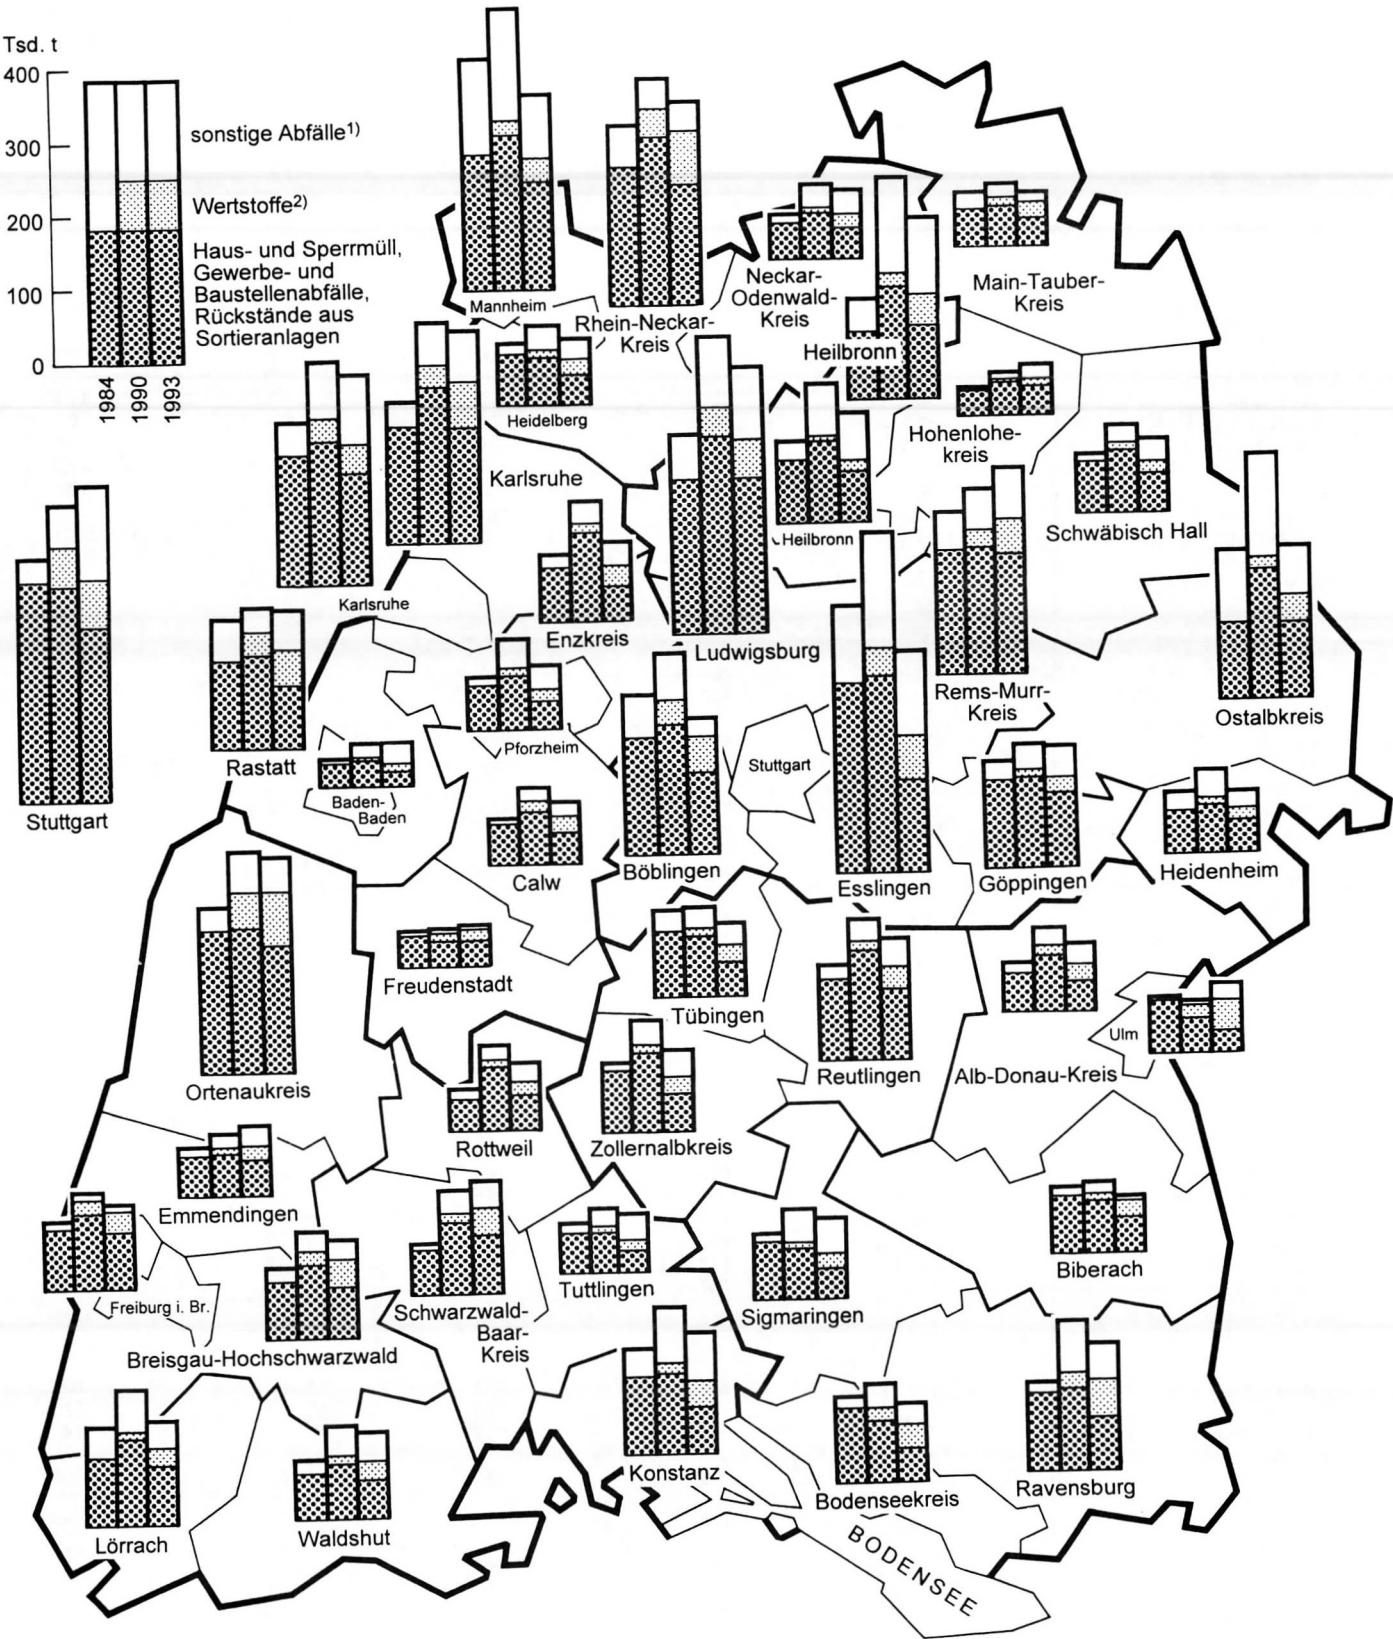 Tsd. t
400
300
200
100
0
1984
1990
1993
sonstige Abfälle¹⁾
Wertstoffe²⁾
Haus- und Sperrmüll,
Gewerbe- und
Baustellenabfälle,
Rückstände aus
Sortieranlagen
Mannheim
Rhein-Neckar-
Kreis
Neckar-
Odenwald-
Kreis
Main-Tauber-
Kreis
Heilbronn
Heidelberg
Hohenlohe-
kreis
Karlsruhe
Schwäbisch Hall
Heilbronn
Karlsruhe
Enzkreis
Ludwigsburg
Rems-Murr-
Kreis
Ostalbkreis
Pforzheim
Rastatt
Stuttgart
Baden-
Baden
Stuttgart
Calw
Böblingen
Esslingen
Göppingen
Heidenheim
Freudenstadt
Tübingen
Ulm
Reutlingen
Alb-Donau-Kreis
Ortenaukreis
Rottweil
Zollernalbkreis
Emmendingen
Biberach
Tuttlingen
Freiburg i. Br.
Schwarzwald-
Baar-
Kreis
Sigmaringen
Breisgau-Hochschwarzwald
Konstanz
Bodenseekreis
Ravensburg
Lörrach
Waldshut
BODENSEE